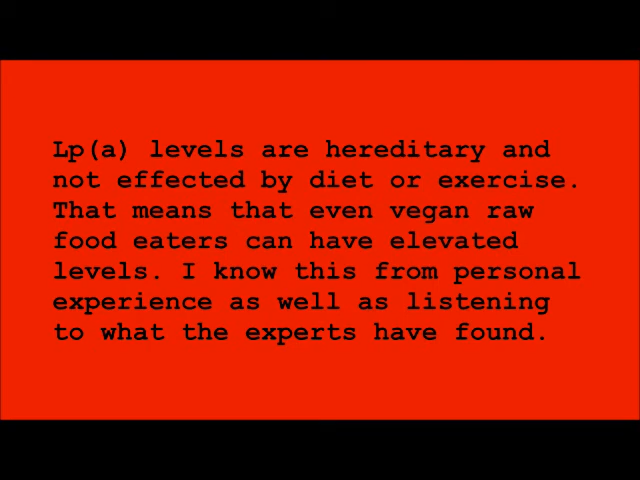 Lp(a) levels are hereditary and
not effected by diet or exercise.
That means that even vegan raw
food eaters can have elevated
levels. I know this from personal
experience as well as listening
to what the experts have found.